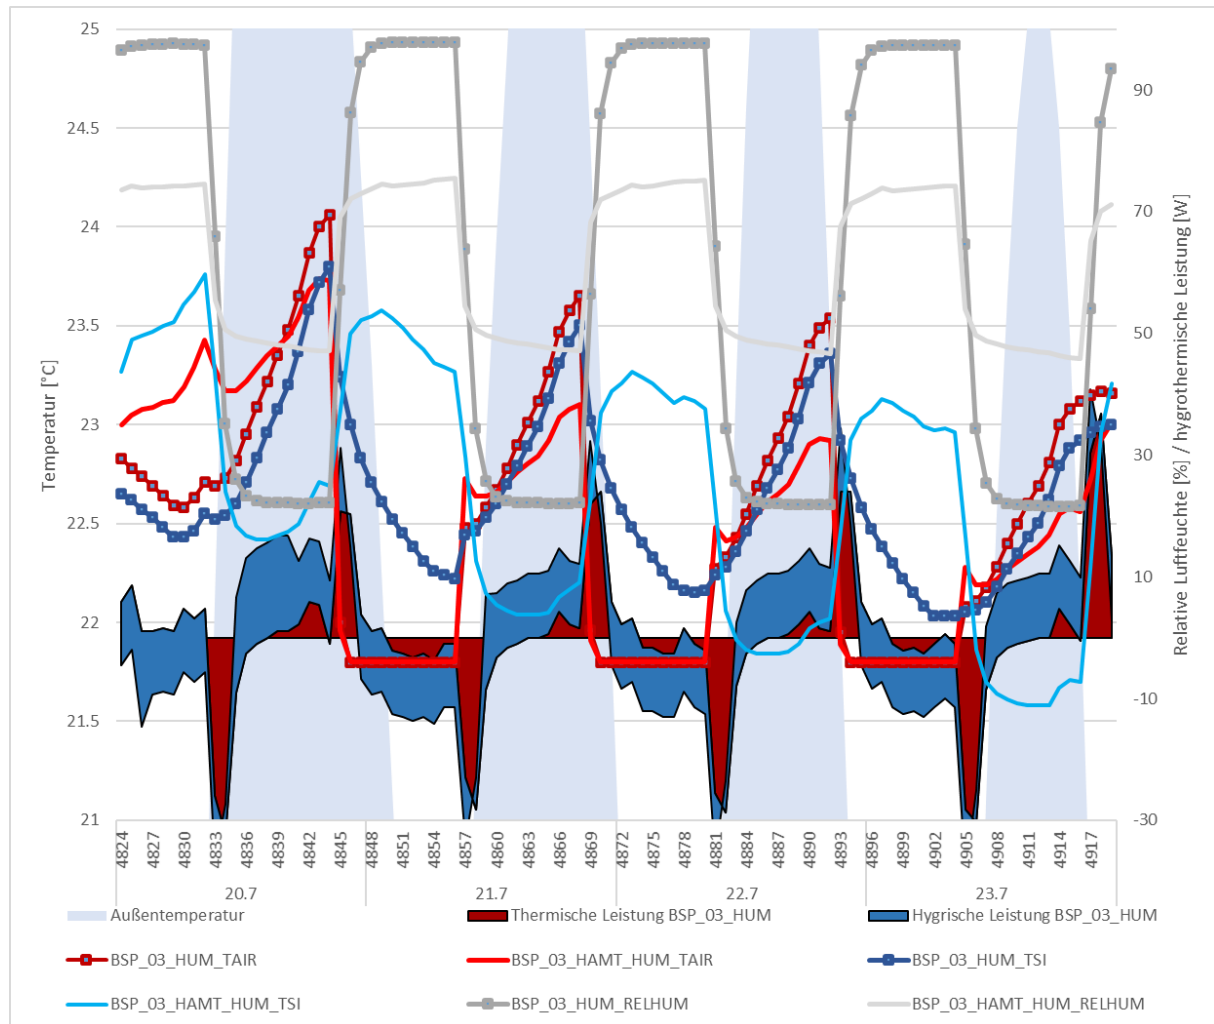 25
24.5
24
23.5
23
22.5
22
21.5
21
Temperatur [°C]
90
70
50
30
10
-10
-30
Relative Luftfeuchte [%] / hygrothermische Leistung [W]
4824 4827 4830 4833 4836 4839 4842 4845 4848 4851 4854 4857 4860 4863 4866 4869 4872 4875 4878 4881 4884 4887 4890 4893 4896 4899 4902 4905 4908 4911 4914 4917
20.7 21.7 22.7 23.7
Außentemperatur Thermische Leistung BSP_03_HUM Hygrische Leistung BSP_03_HUM
BSP_03_HUM_TAIR BSP_03_HAMT_HUM_TAIR BSP_03_HUM_TSI
BSP_03_HAMT_HUM_TSI BSP_03_HUM_RELHUM BSP_03_HAMT_HUM_RELHUM